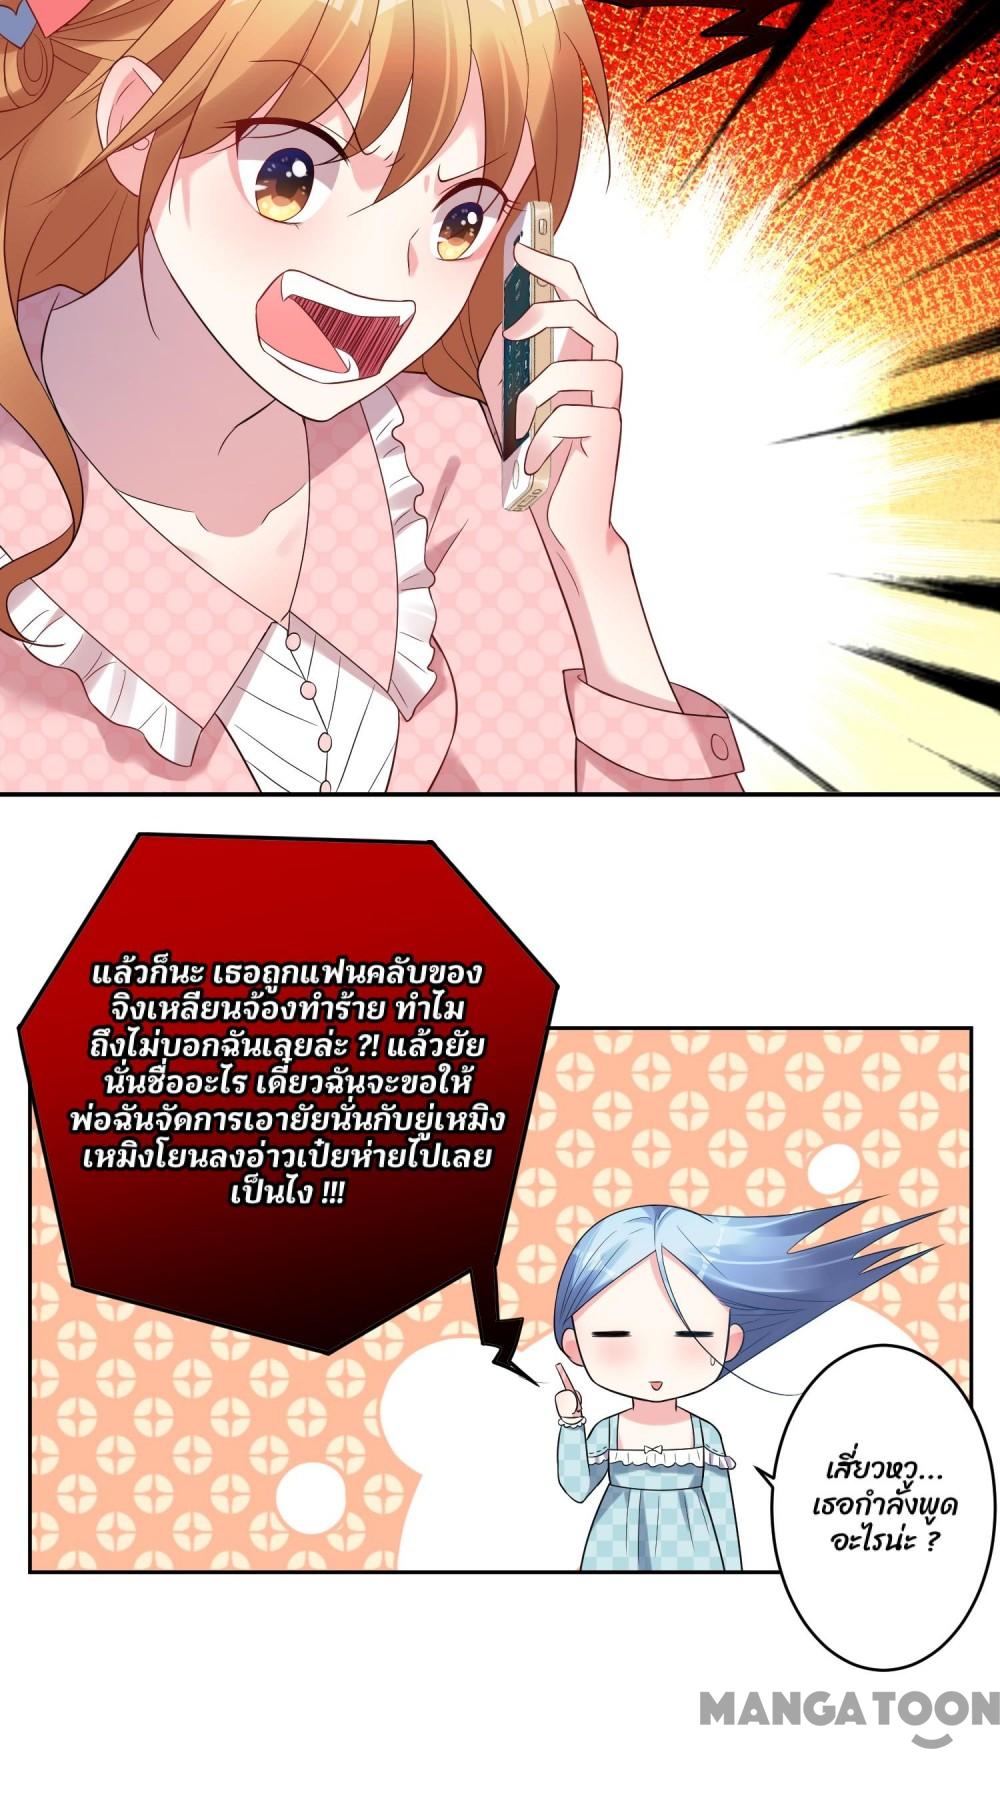 แล้วก็นะ เธอถูกแฟนคลับของ
จิงเหลียนจ้องทำร้าย ทำไม
ถึงไม่บอกฉันเลยล่ะ ?! แล้วยัย
นั่นชื่ออะไร เดี๋ยวฉันจะขอให้
พ่อฉันจัดการเอายัยนั่นกับยู่เหมิง
เหมิงโยนลงอ่าวเป๋ยห่ายไปเลย
เป็นไง !!!
เสี่ยวหวู...
เธอกำลังพูด
อะไรน่ะ ?
MANGATOON